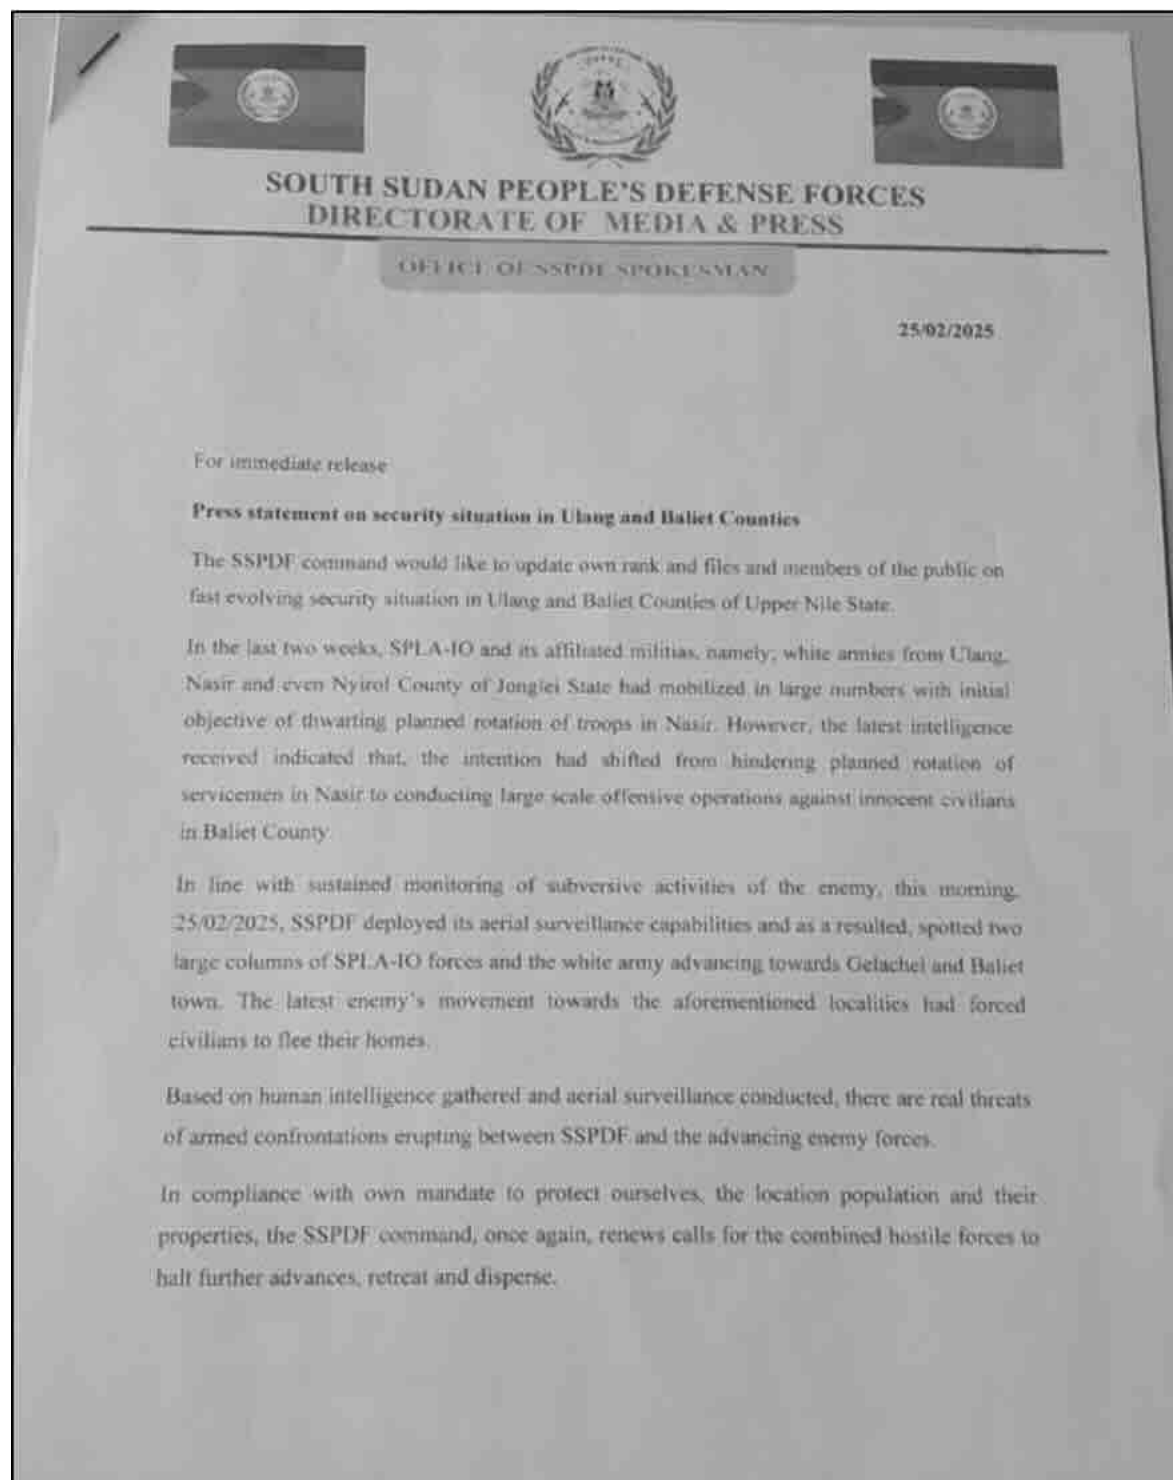 SOUTH SUDAN PEOPLE'S DEFENSE FORCES
DIRECTORATE OF MEDIA & PRESS
OFFICE OF SSPDF SPOKESMAN
25/02/2025
For immediate release
Press statement on security situation in Ulang and Baliet Counties
The SSPDF command would like to update own rank and files and members of the public on
fast evolving security situation in Ulang and Baliet Counties of Upper Nile State.
In the last two weeks, SPLA-IO and its affiliated militias, namely; white armies from Ulang,
Nasir and even Nyirol County of Jonglei State had mobilized in large numbers with initial
objective of thwarting planned rotation of troops in Nasir. However, the latest intelligence
received indicated that, the intention had shifted from hindering planned rotation of
servicemen in Nasir to conducting large scale offensive operations against innocent civilians
in Baliet County
In line with sustained monitoring of subversive activities of the enemy, this morning,
25/02/2025, SSPDF deployed its aerial surveillance capabilities and as a resulted, spotted two
large columns of SPLA-IO forces and the white army advancing towards Gelachel and Baliet
town. The latest enemy's movement towards the aforementioned localities had forced
civilians to flee their homes.
Based on human intelligence gathered and aerial surveillance conducted, there are real threats
of armed confrontations erupting between SSPDF and the advancing enemy forces.
In compliance with own mandate to protect ourselves, the location population and their
properties, the SSPDF command, once again, renews calls for the combined hostile forces to
halt further advances, retreat and disperse.